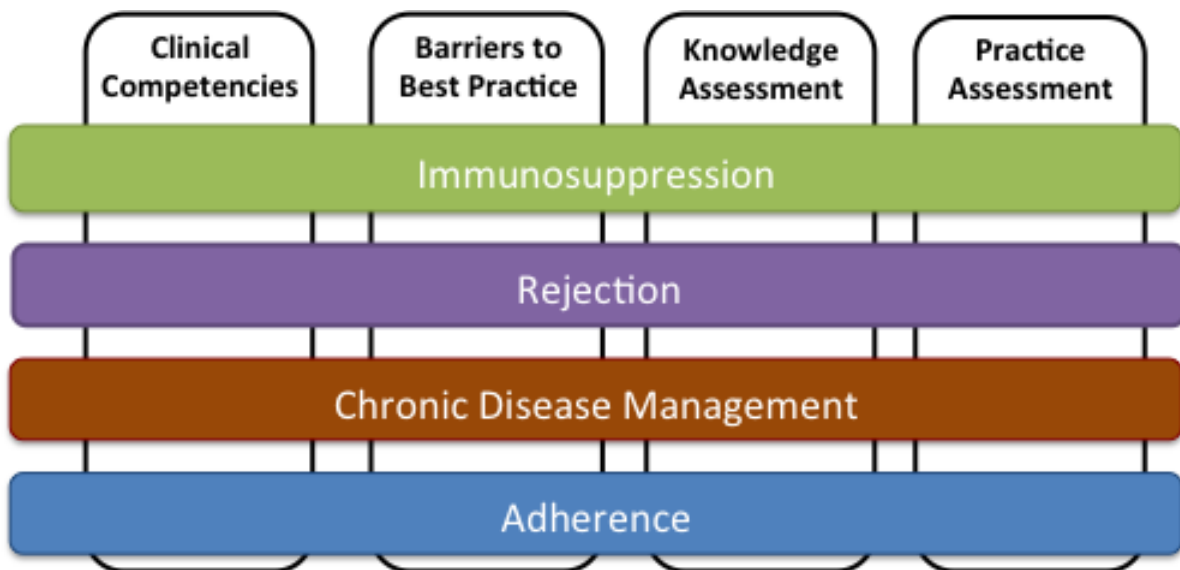 Clinical
Competencies
Barriers to
Best Practice
Knowledge
Assessment
Practice
Assessment
Immunosuppression
Rejection
Chronic Disease Management
Adherence